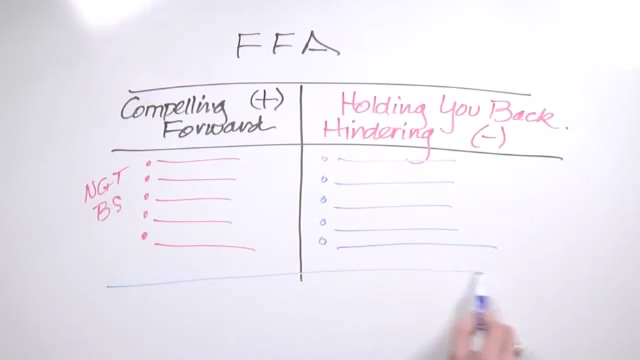 FFA
Compelling (+)
Forward
Holding You Back.
Hindering (-)
NGT
BS